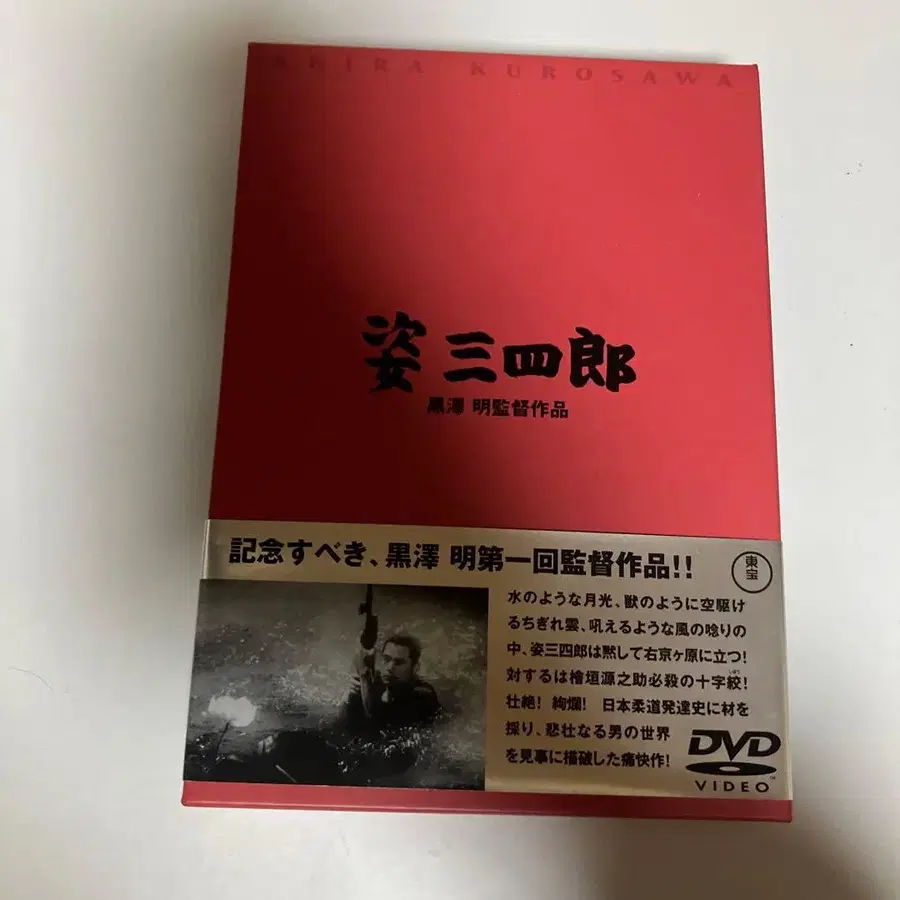 AKIRA KUROSAWA
姿三四郎
黒澤 明監督作品
記念すべき、黒澤 明第一回監督作品!!
東宝
水のような月光、獣のように空駆け
るちぎれ雲、吼えるような風の唸りの
中、姿三四郎は黙して右京ヶ原に立つ!
対するは檜垣源之助必殺の十字絞!
壮絶! 絢爛! 日本柔道発達史に材を
採り、悲壮なる男の世界
を見事に描破した痛快作!
DVD
VIDEO™